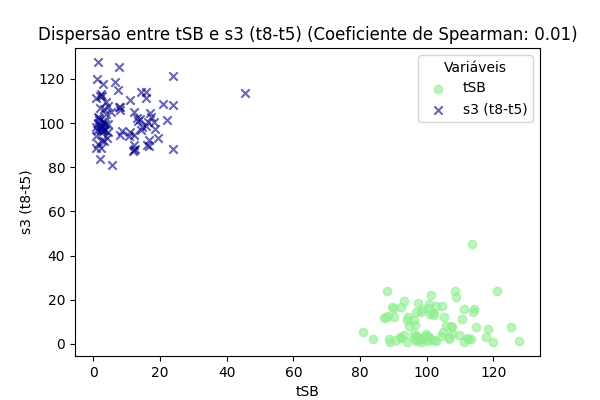 Dispersão entre tSB e s3 (t8-t5) (Coeficiente de Spearman: 0.01)
Variáveis
tSB
s3 (t8-t5)
s3 (t8-t5)
120
100
80
60
40
20
0
0 20 40 60 80 100 120
tSB